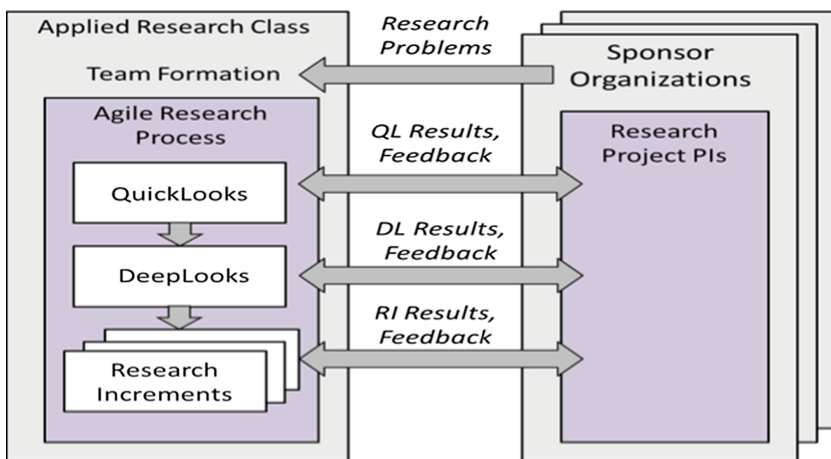 Applied Research Class
Team Formation
Agile Research
Process
QuickLooks
DeepLooks
Research
Increments
Research
Problems
QL Results,
Feedback
DL Results,
Feedback
RI Results,
Feedback
Sponsor
Organizations
Research
Project PIs